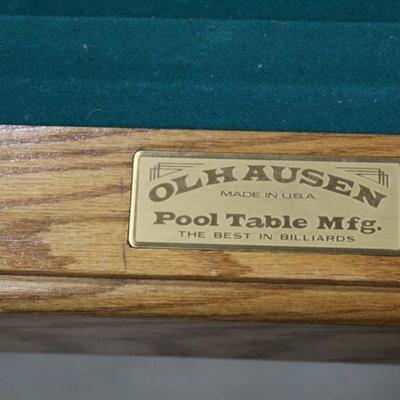 OLHAUSEN
MADE IN U.S.A
Pool Table Mfg.
THE BEST IN BILLIARDS